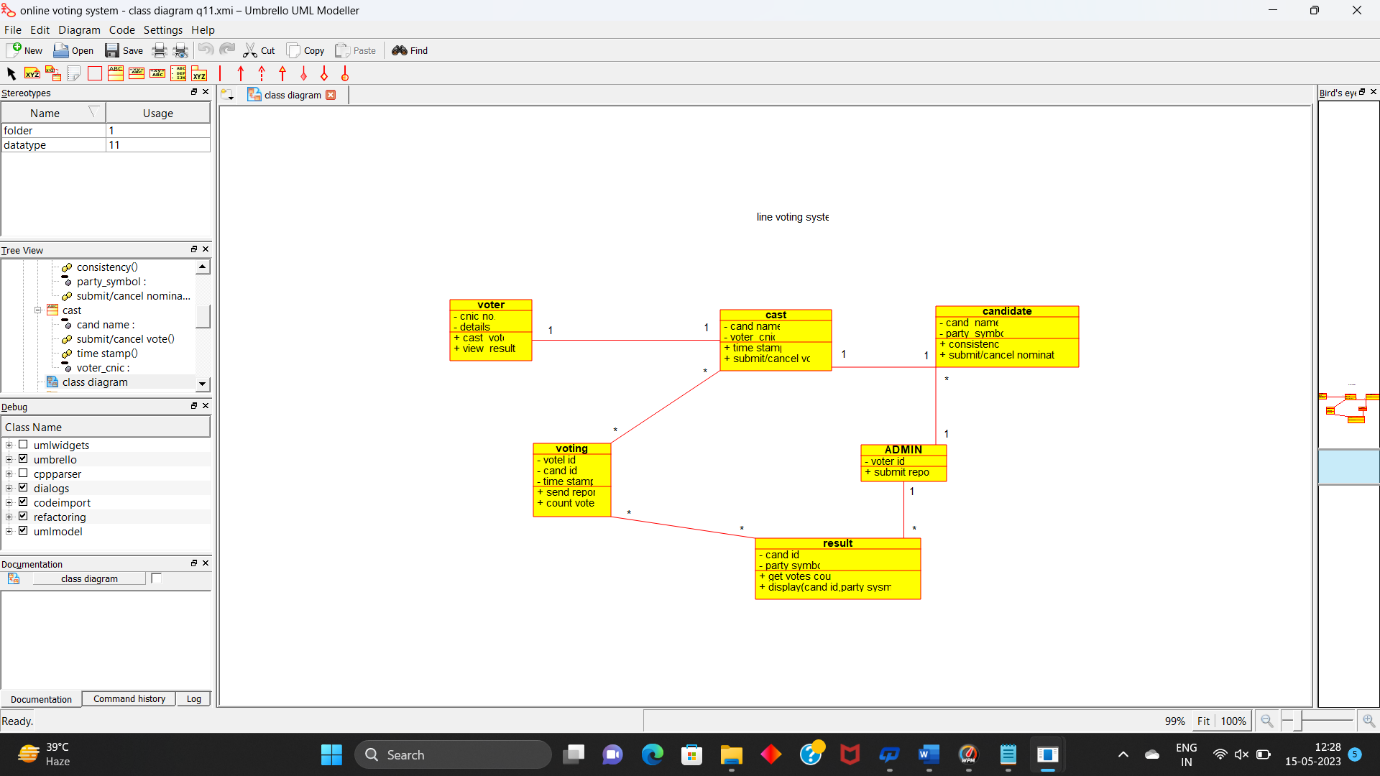 online voting system - class diagram q11.xmi – Umbrello UML Modeller
File Edit Diagram Code Settings Help
New Open Save Cut Copy Paste Find
Stereotypes
Name Usage
folder 1
datatype 11
Tree View
consistency()
party_symbol :
submit/cancel nomina...
cast
cand name :
submit/cancel vote()
time stamp()
voter_cnic :
class diagram
Debug
Class Name
umlwidgets
umbrello
cppparser
dialogs
codeimport
refactoring
umlmodel
Documentation
class diagram
Documentation Command history Log
class diagram
Bird's eye
line voting syste
voter
- cnic no
- details
+ cast vote
+ view result
1 1
cast
- cand name
- voter_cnic
+ time stamp
+ submit/cancel vo
1 1
candidate
- cand_name
- party_symbo
+ consistenc
+ submit/cancel nominat
* 1
* *
voting
- votel id
- cand id
- time stamp
+ send repor
+ count vote
ADMIN
- voter id
+ submit repo
1 *
* *
result
- cand id
- party symbo
+ get votes cou
+ display(cand id,party sysm
Ready.
99% Fit 100%
39°C
Haze
Search
ENG
IN
12:28
15-05-2023
5